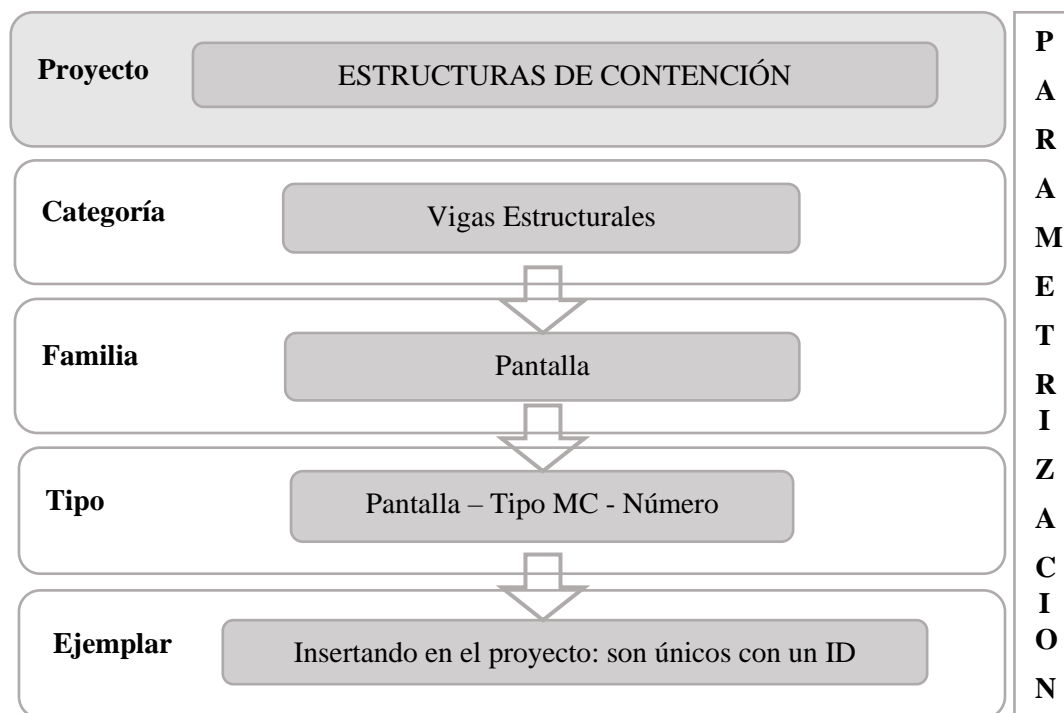 Proyecto
ESTRUCTURAS DE CONTENCIÓN
Categoría
Vigas Estructurales
Familia
Pantalla
Tipo
Pantalla – Tipo MC - Número
Ejemplar
Insertando en el proyecto: son únicos con un ID
P
A
R
A
M
E
T
R
I
Z
A
C
I
O
N